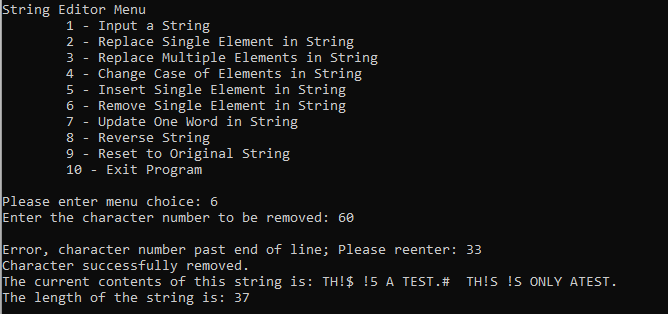 String Editor Menu
1 - Input a String
2 - Replace Single Element in String
3 - Replace Multiple Elements in String
4 - Change Case of Elements in String
5 - Insert Single Element in String
6 - Remove Single Element in String
7 - Update One Word in String
8 - Reverse String
9 - Reset to Original String
10 - Exit Program
Please enter menu choice: 6
Enter the character number to be removed: 60
Error, character number past end of line; Please reenter: 33
Character successfully removed.
The current contents of this string is: TH!$ !5 A TEST.#  TH!S !S ONLY ATEST.
The length of the string is: 37